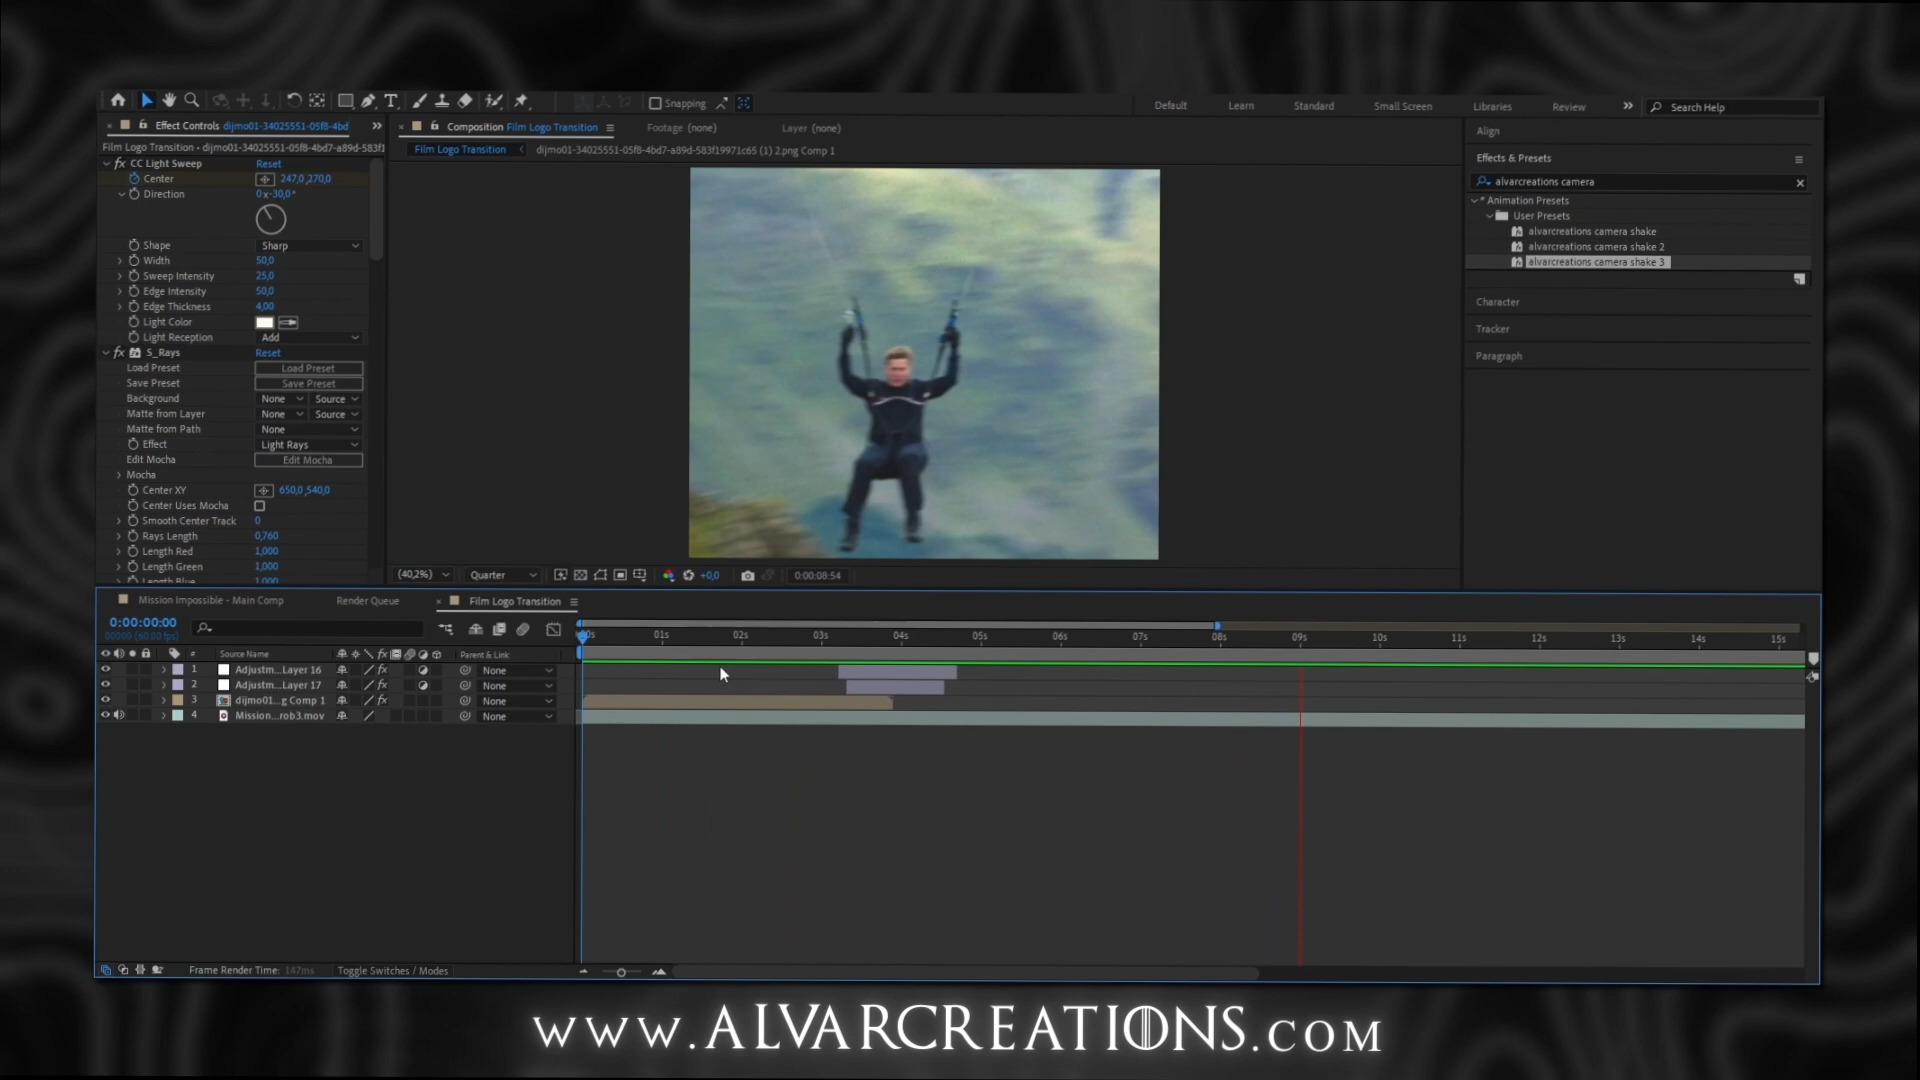 Snapping
Default
Learn
Standard
Small Screen
Libraries
Review
»
Search Help
Effect Controls dijmo01-34025551-05f8-4bd
Composition Film Logo Transition
Footage (none)
Layer (none)
Align
Film Logo Transition • dijmo01-34025551-05f8-4bd7-a89d-583f1
Film Logo Transition
dijmo01-34025551-05f8-4bd7-a89d-583f19971c65 (1) 2.png Comp 1
Effects & Presets
alvarcreations camera
* Animation Presets
User Presets
alvarcreations camera shake
alvarcreations camera shake 2
alvarcreations camera shake 3
Character
Tracker
Paragraph
fx CC Light Sweep Reset
Center 247,0,270,0
Direction 0x-30,0°
Shape Sharp
Width 50,0
Sweep Intensity 25,0
Edge Intensity 50,0
Edge Thickness 4,00
Light Color
Light Reception Add
fx S_Rays Reset
Load Preset Load Preset
Save Preset Save Preset
Background None Source
Matte from Layer None Source
Matte from Path None
Effect Light Rays
Edit Mocha Edit Mocha
Mocha
Center XY 650,0,540,0
Center Uses Mocha
Smooth Center Track 0
Rays Length 0,760
Length Red 1,000
Length Green 1,000
Length Blue 1,000
(40,2%) Quarter +0,0 0:00:08:54
Mission Impossible - Main Comp
Render Queue
Film Logo Transition
0:00:00:00
00000 (60.00 fps)
01s 02s 03s 04s 05s 06s 07s 08s 09s 10s 11s 12s 13s 14s 15s
# Source Name fx Parent & Link
1 Adjustm...Layer 16 fx None
2 Adjustm...Layer 17 fx None
3 dijmo01...g Comp 1 fx None
4 Mission...rob3.mov None
Frame Render Time: 147ms
Toggle Switches / Modes
www.ALVARCREATIONS.com